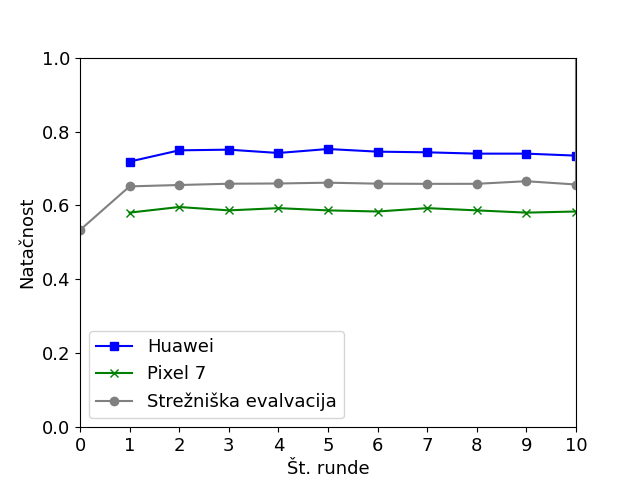 1.0
0.8
0.6
0.4
0.2
0.0
Natačnost
Huawei
Pixel 7
Strežniška evalvacija
0 1 2 3 4 5 6 7 8 9 10
Št. runde